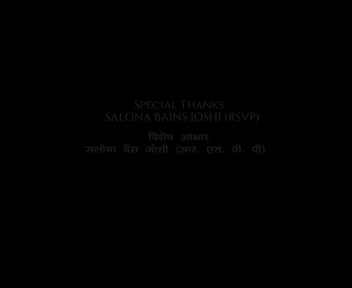 Special Thanks
SALONA BAINS JOSHI (RSVP)
विशेष आभार
सलोना बैंस जोशी (आर. एस. वी. पी)